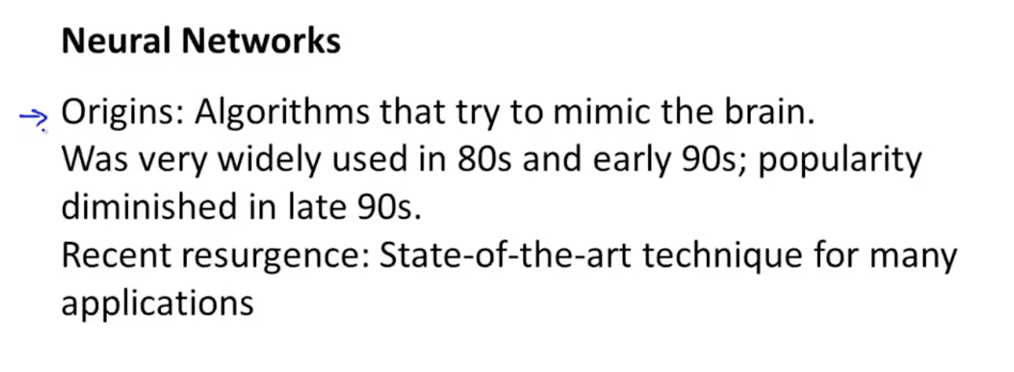 Neural Networks
Origins: Algorithms that try to mimic the brain.
Was very widely used in 80s and early 90s; popularity
diminished in late 90s.
Recent resurgence: State-of-the-art technique for many
applications